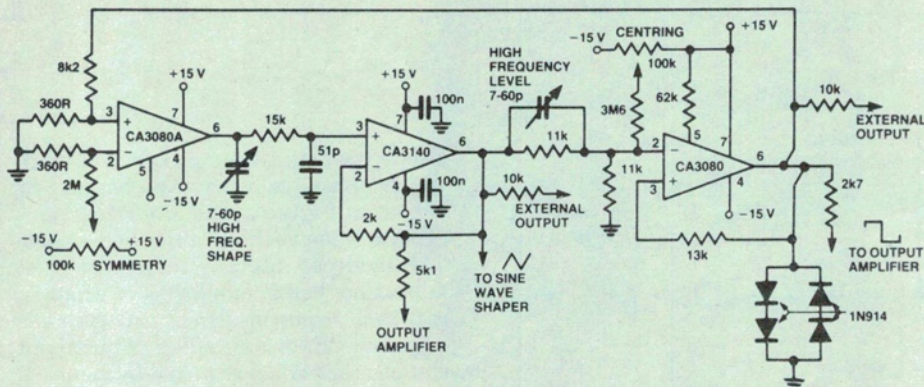 8k2
360R
360R
2M
-15 V
+15 V
100k
SYMMETRY
3
+
2
-
CA3080A
+15 V
7
6
5
4
-15 V
7-60p
HIGH
FREQ.
SHAPE
15k
51p
+15 V
100n
7
3
+
CA3140
6
2
-
4
100n
-15 V
2k
5k1
OUTPUT
AMPLIFIER
10k
EXTERNAL
OUTPUT
TO SINE
WAVE
SHAPER
HIGH
FREQUENCY
LEVEL
7-60p
11k
11k
-15 V
CENTRING
100k
+15 V
3M6
62k
2
-
5
7
CA3080
6
3
+
4
-15 V
13k
10k
EXTERNAL
OUTPUT
2k7
TO OUTPUT
AMPLIFIER
1N914